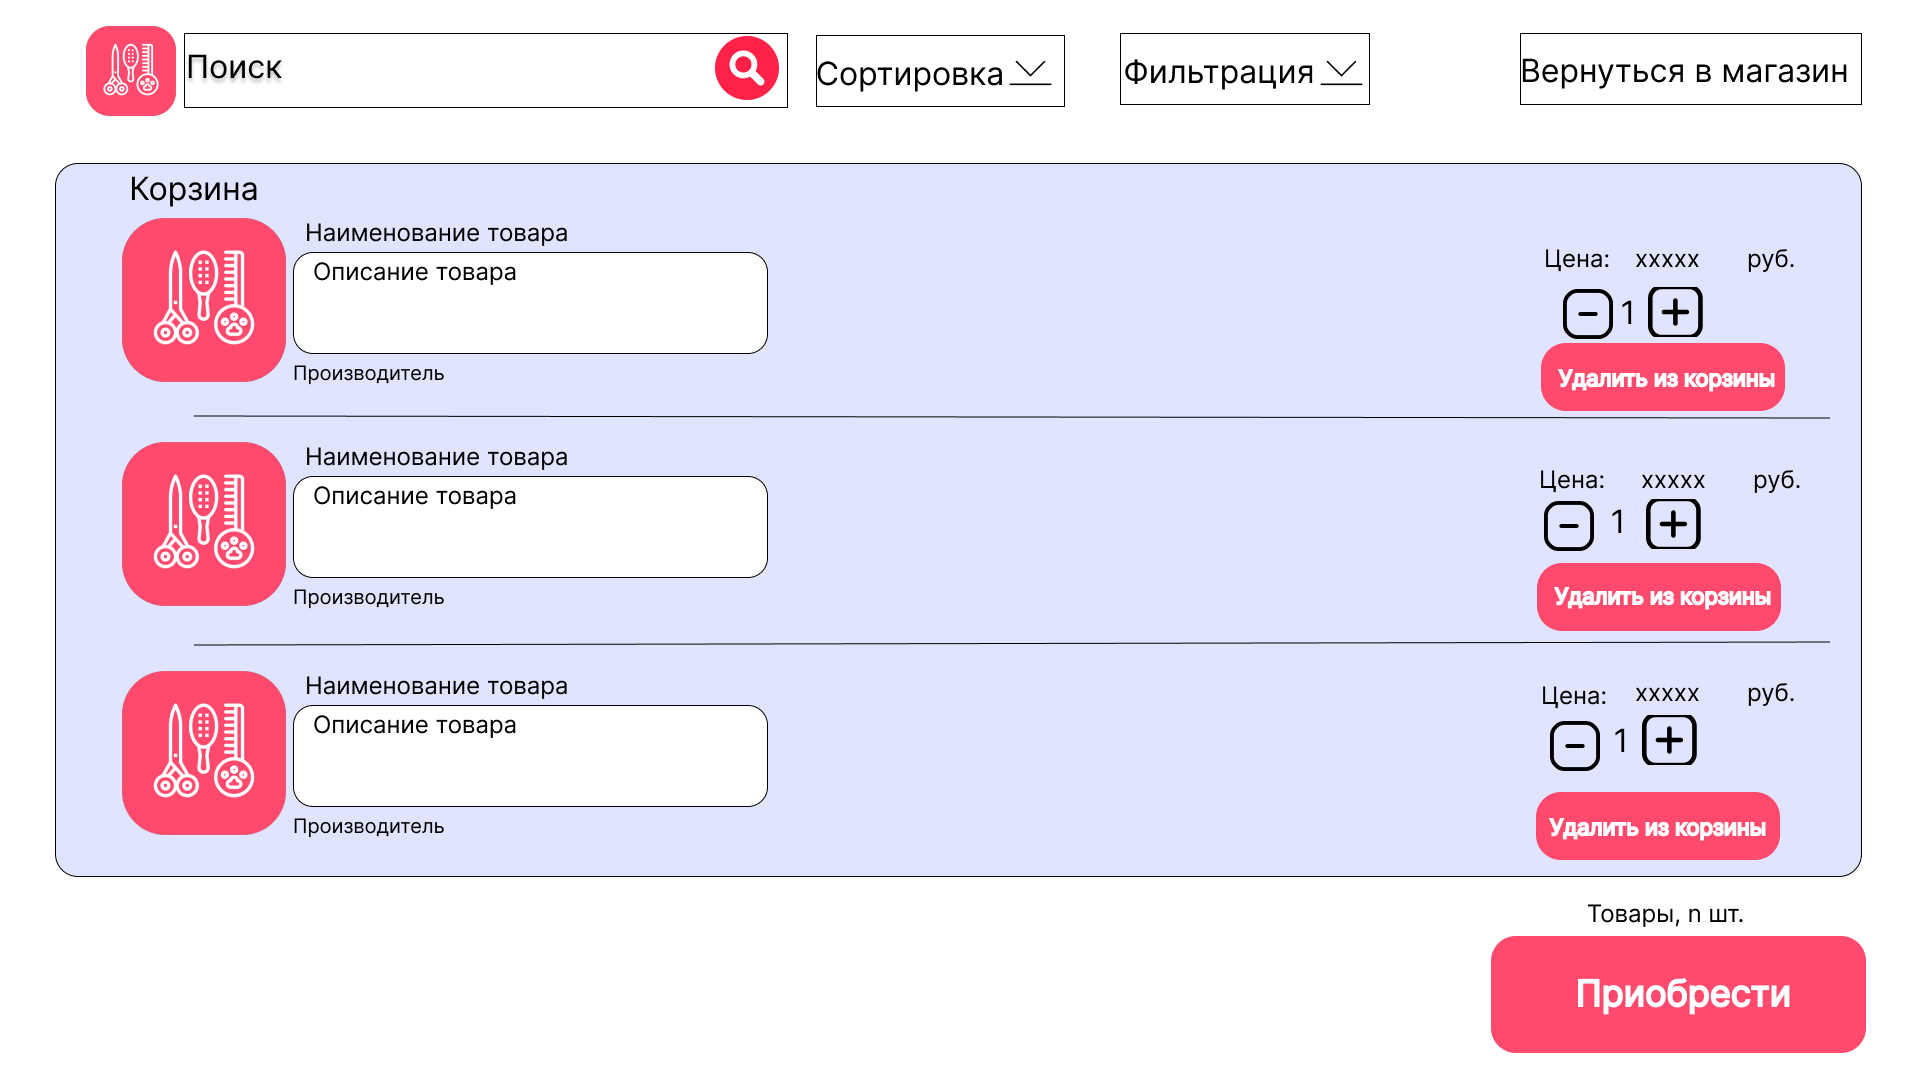 Поиск
Сортировка
Фильтрация
Вернуться в магазин
Корзина
Наименование товара
Описание товара
Производитель
Цена: xxxxx руб.
1
Удалить из корзины
Наименование товара
Описание товара
Производитель
Цена: xxxxx руб.
1
Удалить из корзины
Наименование товара
Описание товара
Производитель
Цена: xxxxx руб.
1
Удалить из корзины
Товары, n шт.
Приобрести